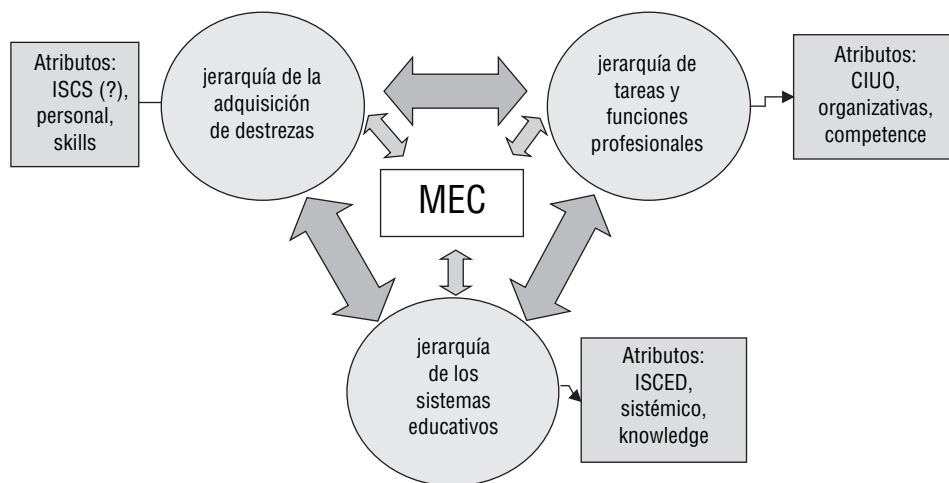 Atributos:
ISCS (?),
personal,
skills
jerarquía de la
adquisición
de destrezas
jerarquía de
tareas y
funciones
profesionales
Atributos:
CIUO,
organizativas,
competence
MEC
jerarquía
de los
sistemas
educativos
Atributos:
ISCED,
sistémico,
knowledge